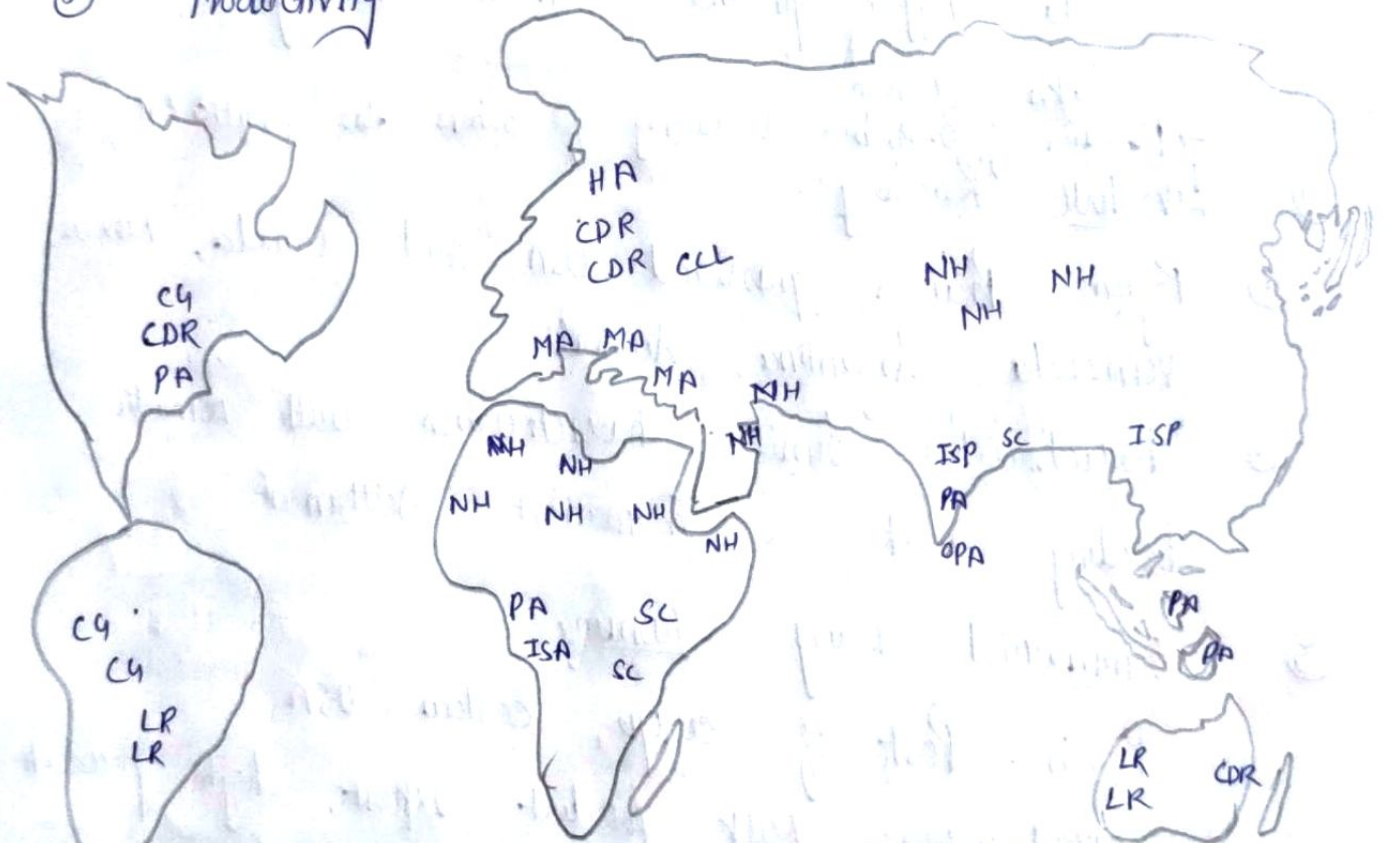 Productivity
HA
CDR
CDR CCL
CG
CDR
PA
MA MA
MA
NH NH
NH
NH
NH
NH
NH
NH NH NH
NH
ISP SC ISP
PA
OPA
PA SC
ISA
SC
PA
PA
CG
CG
LR
LR
LR CDR
LR